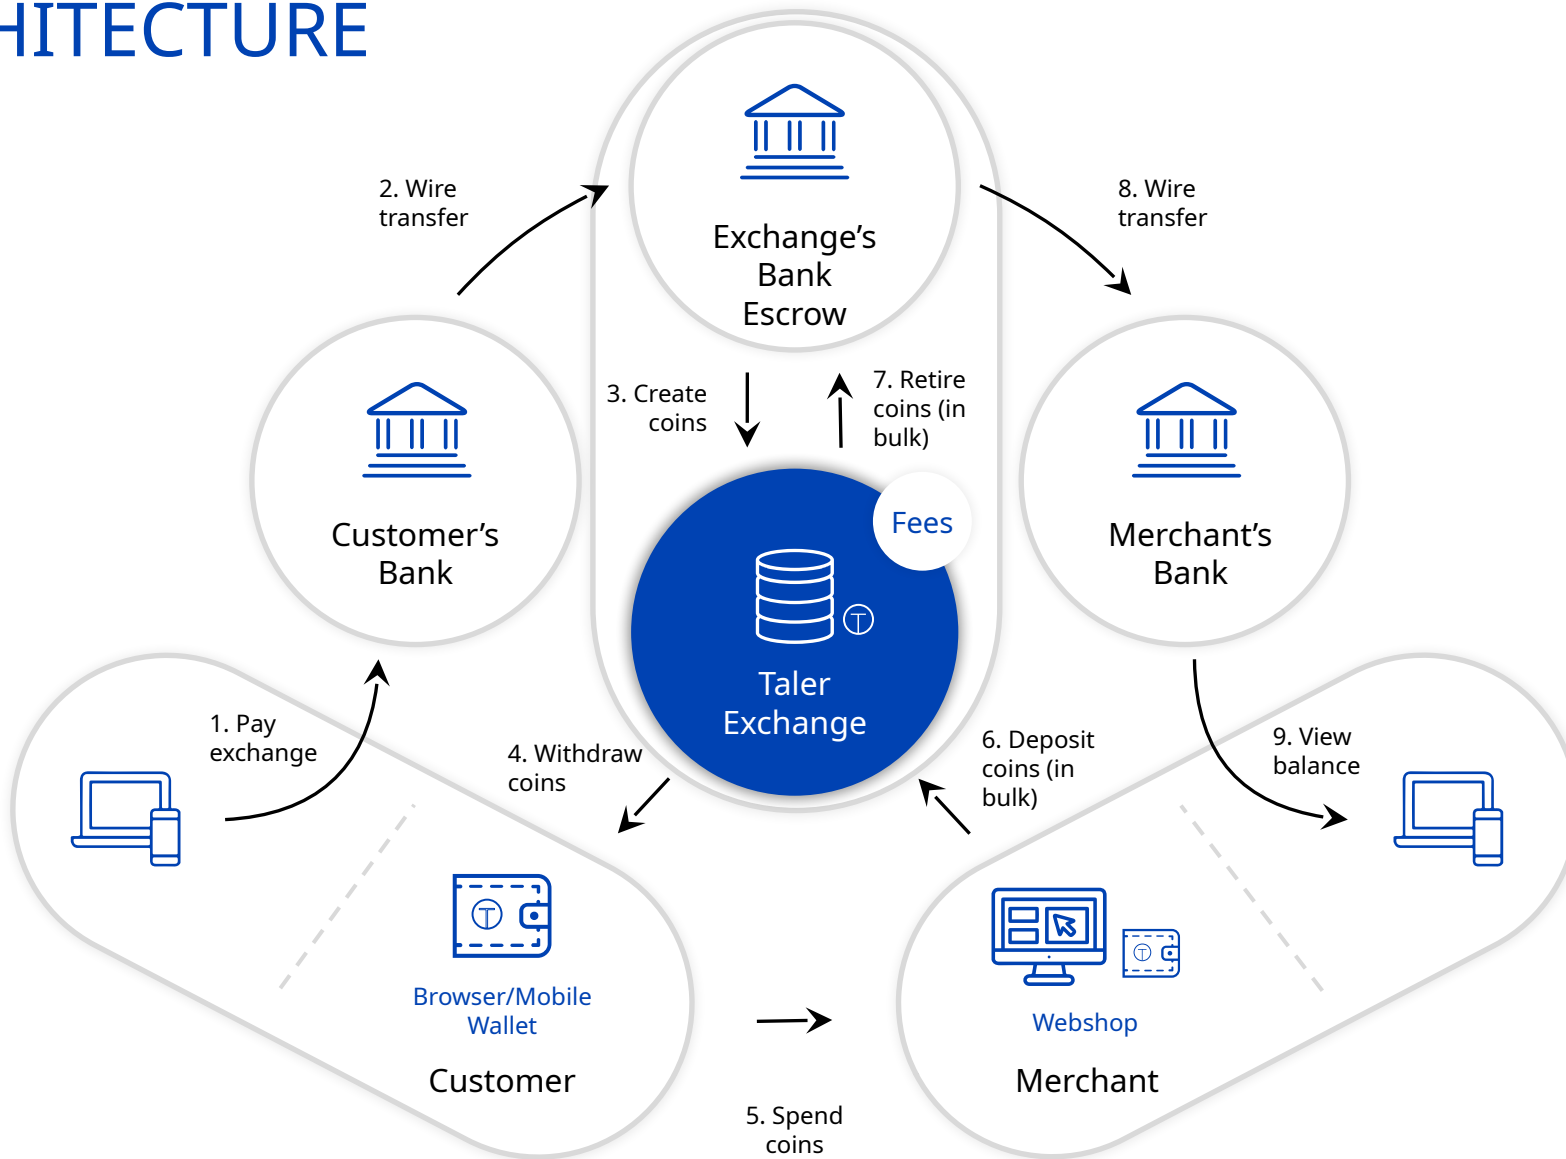 HITECTURE
2. Wire
transfer
8. Wire
transfer
Exchange’s
Bank
Escrow
3. Create
coins
7. Retire
coins (in
bulk)
Customer’s
Bank
Fees
Merchant’s
Bank
Taler
Exchange
1. Pay
exchange
4. Withdraw
coins
6. Deposit
coins (in
bulk)
9. View
balance
Browser/Mobile
Wallet
Customer
Webshop
Merchant
5. Spend
coins